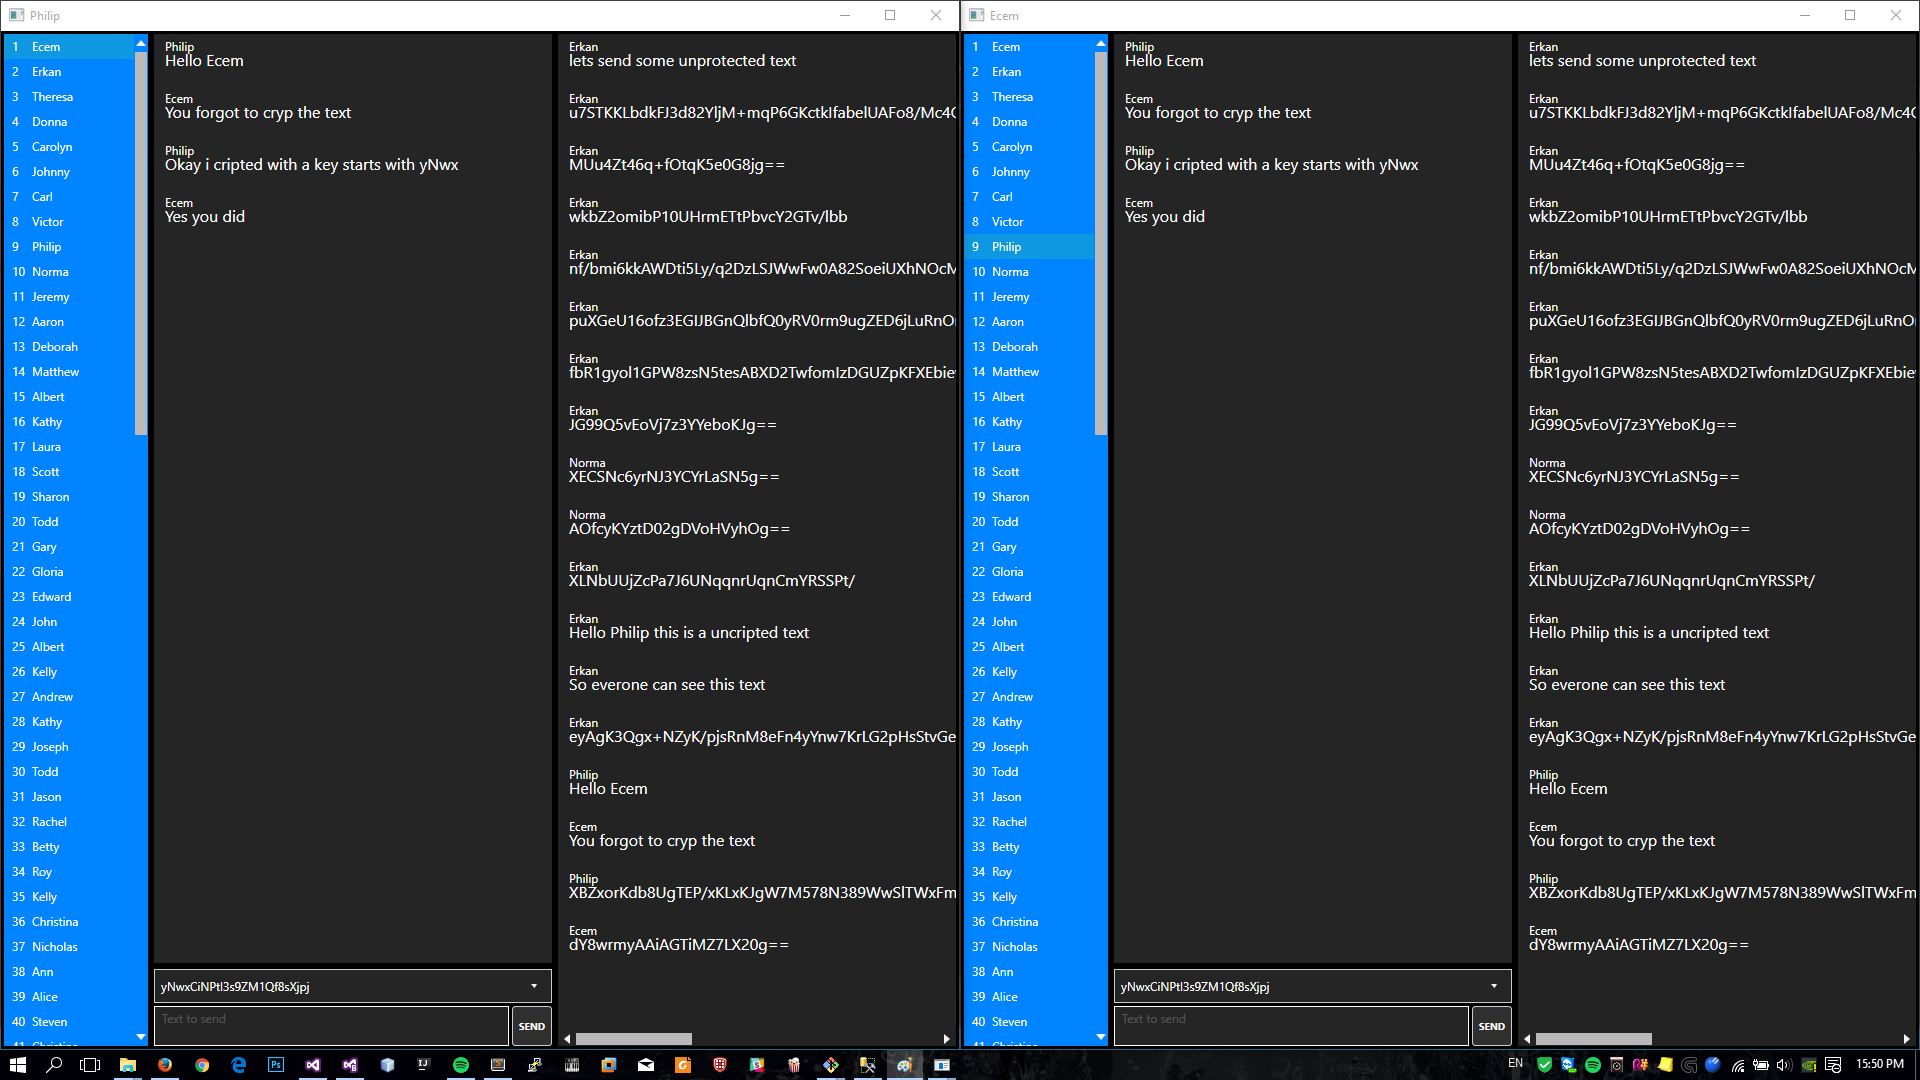 Philip
1 Ecem
2 Erkan
3 Theresa
4 Donna
5 Carolyn
6 Johnny
7 Carl
8 Victor
9 Philip
10 Norma
11 Jeremy
12 Aaron
13 Deborah
14 Matthew
15 Albert
16 Kathy
17 Laura
18 Scott
19 Sharon
20 Todd
21 Gary
22 Gloria
23 Edward
24 John
25 Albert
26 Kelly
27 Andrew
28 Kathy
29 Joseph
30 Todd
31 Jason
32 Rachel
33 Betty
34 Roy
35 Kelly
36 Christina
37 Nicholas
38 Ann
39 Alice
40 Steven
Philip
Hello Ecem
Ecem
You forgot to cryp the text
Philip
Okay i cripted with a key starts with yNwx
Ecem
Yes you did
yNwxCiNPtl3s9ZM1Qf8sXjpj
Text to send
SEND
Erkan
lets send some unprotected text
Erkan
u7STKKLbdkFJ3d82YljM+mqP6GKctkIfabelUAFo8/Mc4
Erkan
MUu4Zt46q+fOtqK5e0G8jg==
Erkan
wkbZ2omibP10UHrmETtPbvcY2GTv/lbb
Erkan
nf/bmi6kkAWDti5Ly/q2DzLSJWwFw0A82SoeiUXhNOcM
Erkan
puXGeU16ofz3EGIJBGnQlbfQ0yRV0rm9ugZED6jLuRnO
Erkan
fbR1gyol1GPW8zsN5tesABXD2TwfomIzDGUZpKFXEbie
Erkan
JG99Q5vEoVj7z3YYeboKJg==
Norma
XECSNc6yrNJ3YCYrLaSN5g==
Norma
AOfcyKYztD02gDVoHVyhOg==
Erkan
XLNbUUjZcPa7J6UNqqnrUqnCmYRSSPt/
Erkan
Hello Philip this is a uncripted text
Erkan
So everone can see this text
Erkan
eyAgK3Qgx+NZyK/pjsRnM8eFn4yYnw7KrLG2pHsStvGe
Philip
Hello Ecem
Ecem
You forgot to cryp the text
Philip
XBZxorKdb8UgTEP/xKLxKJgW7M578N389WwSlTWxFm
Ecem
dY8wrmyAAiAGTiMZ7LX20g==
Ecem
1 Ecem
2 Erkan
3 Theresa
4 Donna
5 Carolyn
6 Johnny
7 Carl
8 Victor
9 Philip
10 Norma
11 Jeremy
12 Aaron
13 Deborah
14 Matthew
15 Albert
16 Kathy
17 Laura
18 Scott
19 Sharon
20 Todd
21 Gary
22 Gloria
23 Edward
24 John
25 Albert
26 Kelly
27 Andrew
28 Kathy
29 Joseph
30 Todd
31 Jason
32 Rachel
33 Betty
34 Roy
35 Kelly
36 Christina
37 Nicholas
38 Ann
39 Alice
40 Steven
Philip
Hello Ecem
Ecem
You forgot to cryp the text
Philip
Okay i cripted with a key starts with yNwx
Ecem
Yes you did
yNwxCiNPtl3s9ZM1Qf8sXjpj
Text to send
SEND
Erkan
lets send some unprotected text
Erkan
u7STKKLbdkFJ3d82YljM+mqP6GKctkIfabelUAFo8/Mc4
Erkan
MUu4Zt46q+fOtqK5e0G8jg==
Erkan
wkbZ2omibP10UHrmETtPbvcY2GTv/lbb
Erkan
nf/bmi6kkAWDti5Ly/q2DzLSJWwFw0A82SoeiUXhNOcM
Erkan
puXGeU16ofz3EGIJBGnQlbfQ0yRV0rm9ugZED6jLuRnO
Erkan
fbR1gyol1GPW8zsN5tesABXD2TwfomIzDGUZpKFXEbie
Erkan
JG99Q5vEoVj7z3YYeboKJg==
Norma
XECSNc6yrNJ3YCYrLaSN5g==
Norma
AOfcyKYztD02gDVoHVyhOg==
Erkan
XLNbUUjZcPa7J6UNqqnrUqnCmYRSSPt/
Erkan
Hello Philip this is a uncripted text
Erkan
So everone can see this text
Erkan
eyAgK3Qgx+NZyK/pjsRnM8eFn4yYnw7KrLG2pHsStvGe
Philip
Hello Ecem
Ecem
You forgot to cryp the text
Philip
XBZxorKdb8UgTEP/xKLxKJgW7M578N389WwSlTWxFm
Ecem
dY8wrmyAAiAGTiMZ7LX20g==
EN
15:50 PM